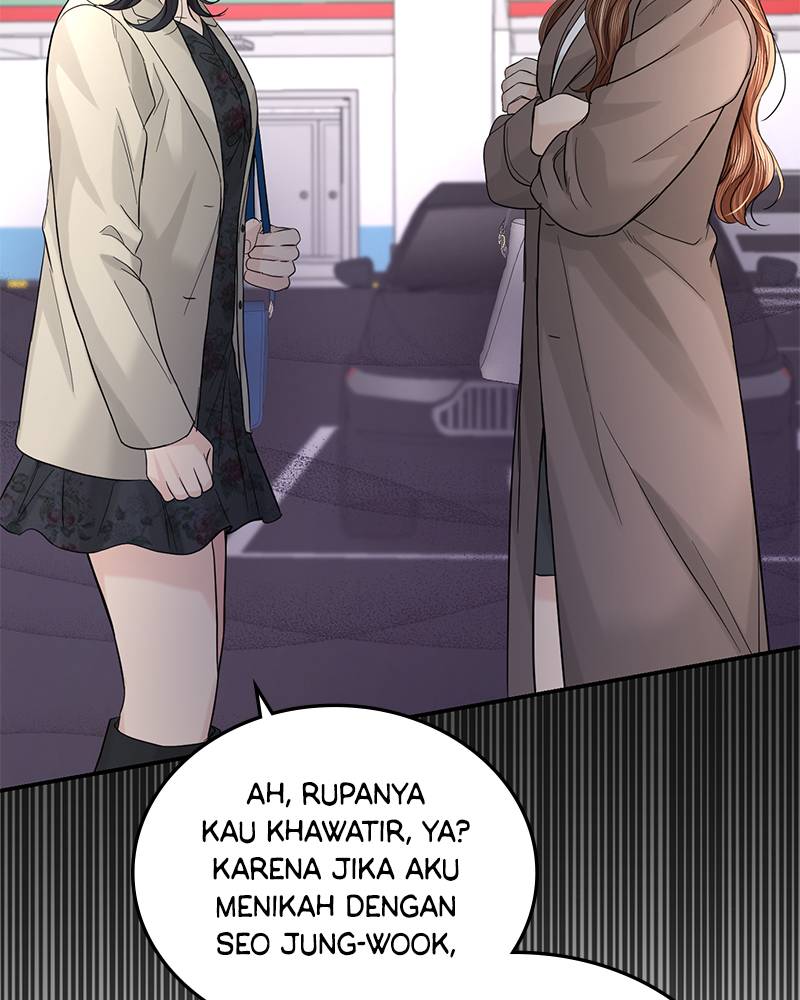 AH, RUPANYA
KAU KHAWATIR, YA?
KARENA JIKA AKU
MENIKAH DENGAN
SEO JUNG-WOOK,